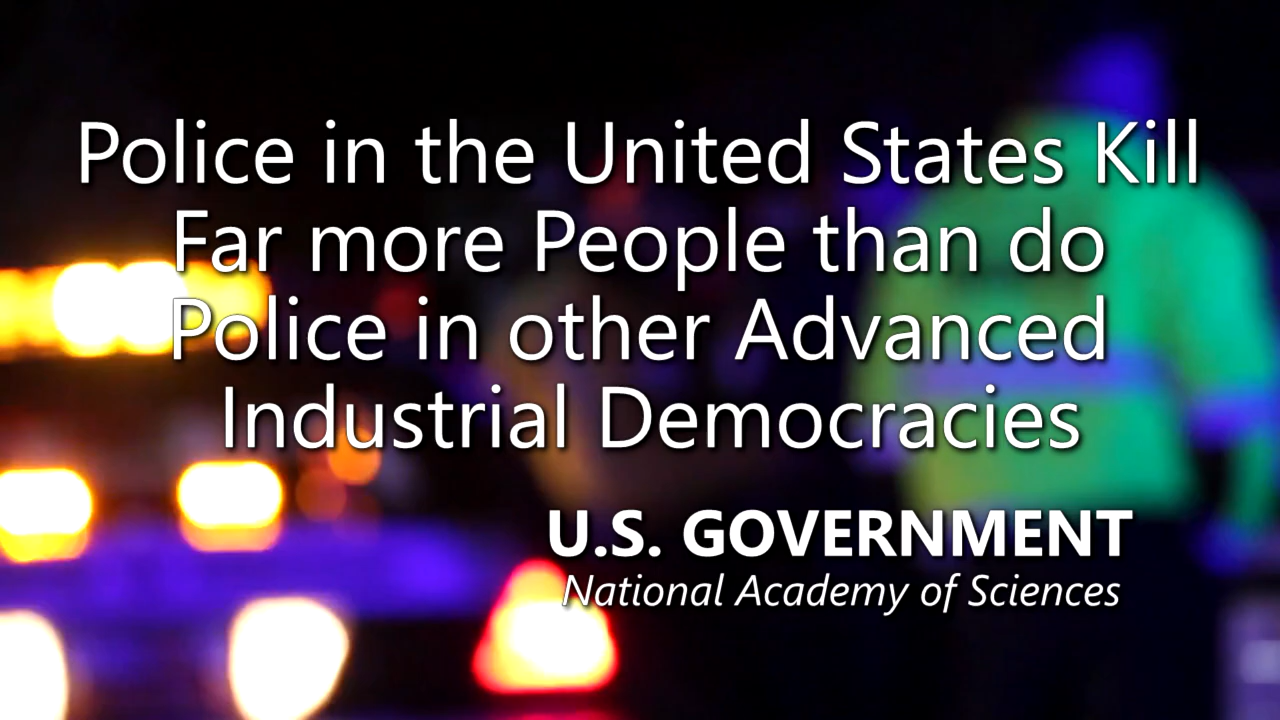 Police in the United States Kill
Far more People than do
Police in other Advanced
Industrial Democracies
U.S. GOVERNMENT
National Academy of Sciences